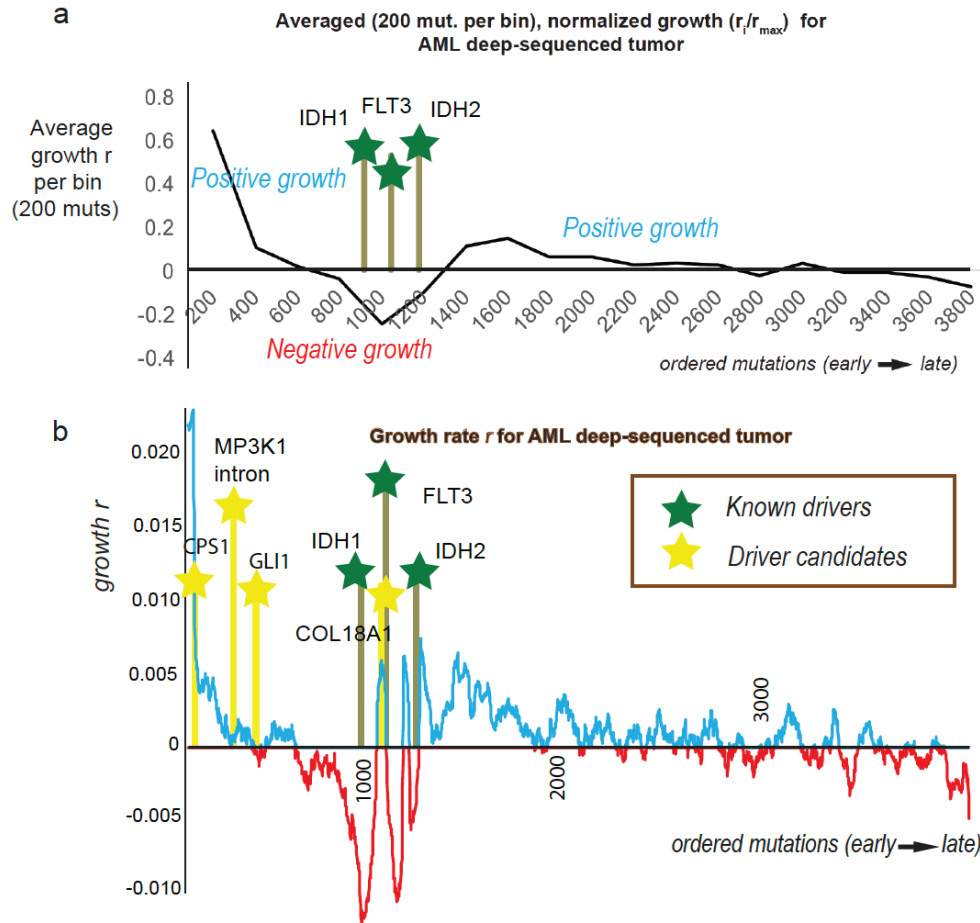 a
Averaged (200 mut. per bin), normalized growth (ri/rmax) for
AML deep-sequenced tumor
Average
growth r
per bin
(200 muts)
0.8
0.6
0.4
0.2
0
-0.2
-0.4
IDH1
FLT3
IDH2
Positive growth
Positive growth
Negative growth
200
400
600
800
1000
1200
1400
1600
1800
2000
2200
2400
2600
2800
3000
3200
3400
3600
3800
ordered mutations (early late)
b
Growth rate r for AML deep-sequenced tumor
growth r
0.020
0.015
0.010
0.005
0
-0.005
-0.010
MP3K1
intron
CPS1
GLI1
IDH1
FLT3
IDH2
COL18A1
Known drivers
Driver candidates
1000
2000
3000
ordered mutations (early late)